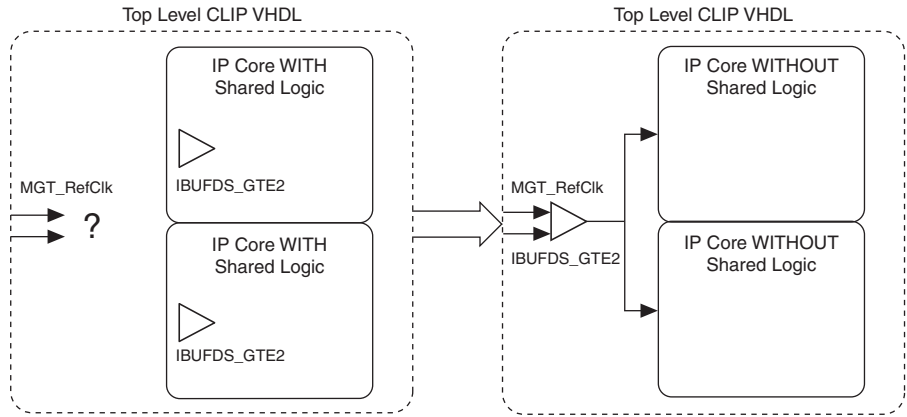 Top Level CLIP VHDL
IP Core WITH
Shared Logic
IBUFDS_GTE2
MGT_RefClk
?
IP Core WITH
Shared Logic
IBUFDS_GTE2
Top Level CLIP VHDL
IP Core WITHOUT
Shared Logic
MGT_RefClk
IBUFDS_GTE2
IP Core WITHOUT
Shared Logic